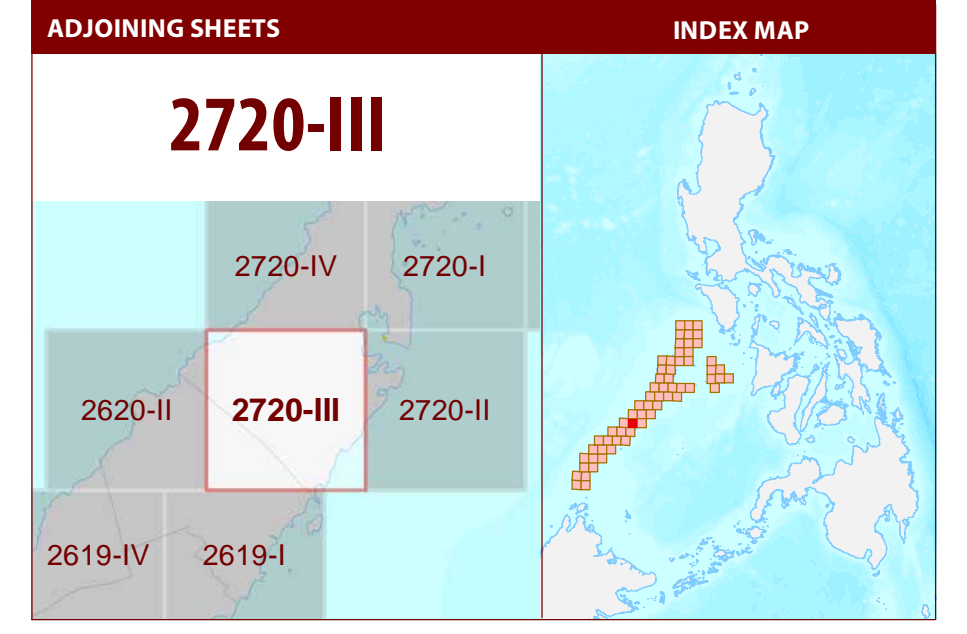 ADJOINING SHEETS
INDEX MAP
2720-III
2720-IV
2720-I
2620-II
2720-III
2720-II
2619-IV
2619-I